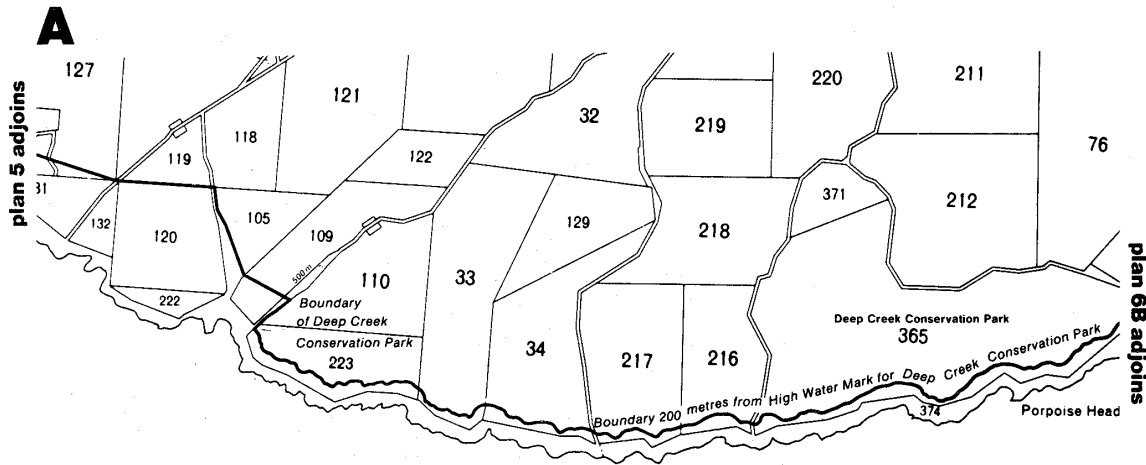 A
plan 5 adjoins
127
121
32
220
211
118
219
76
119
122
31
371
105
129
212
132
120
109
218
500m
110
33
222
Boundary
of Deep Creek
Conservation Park
223
34
217
216
Deep Creek Conservation Park
365
Boundary 200 metres from High Water Mark for Deep Creek Conservation Park
374
Porpoise Head
plan 6B adjoins